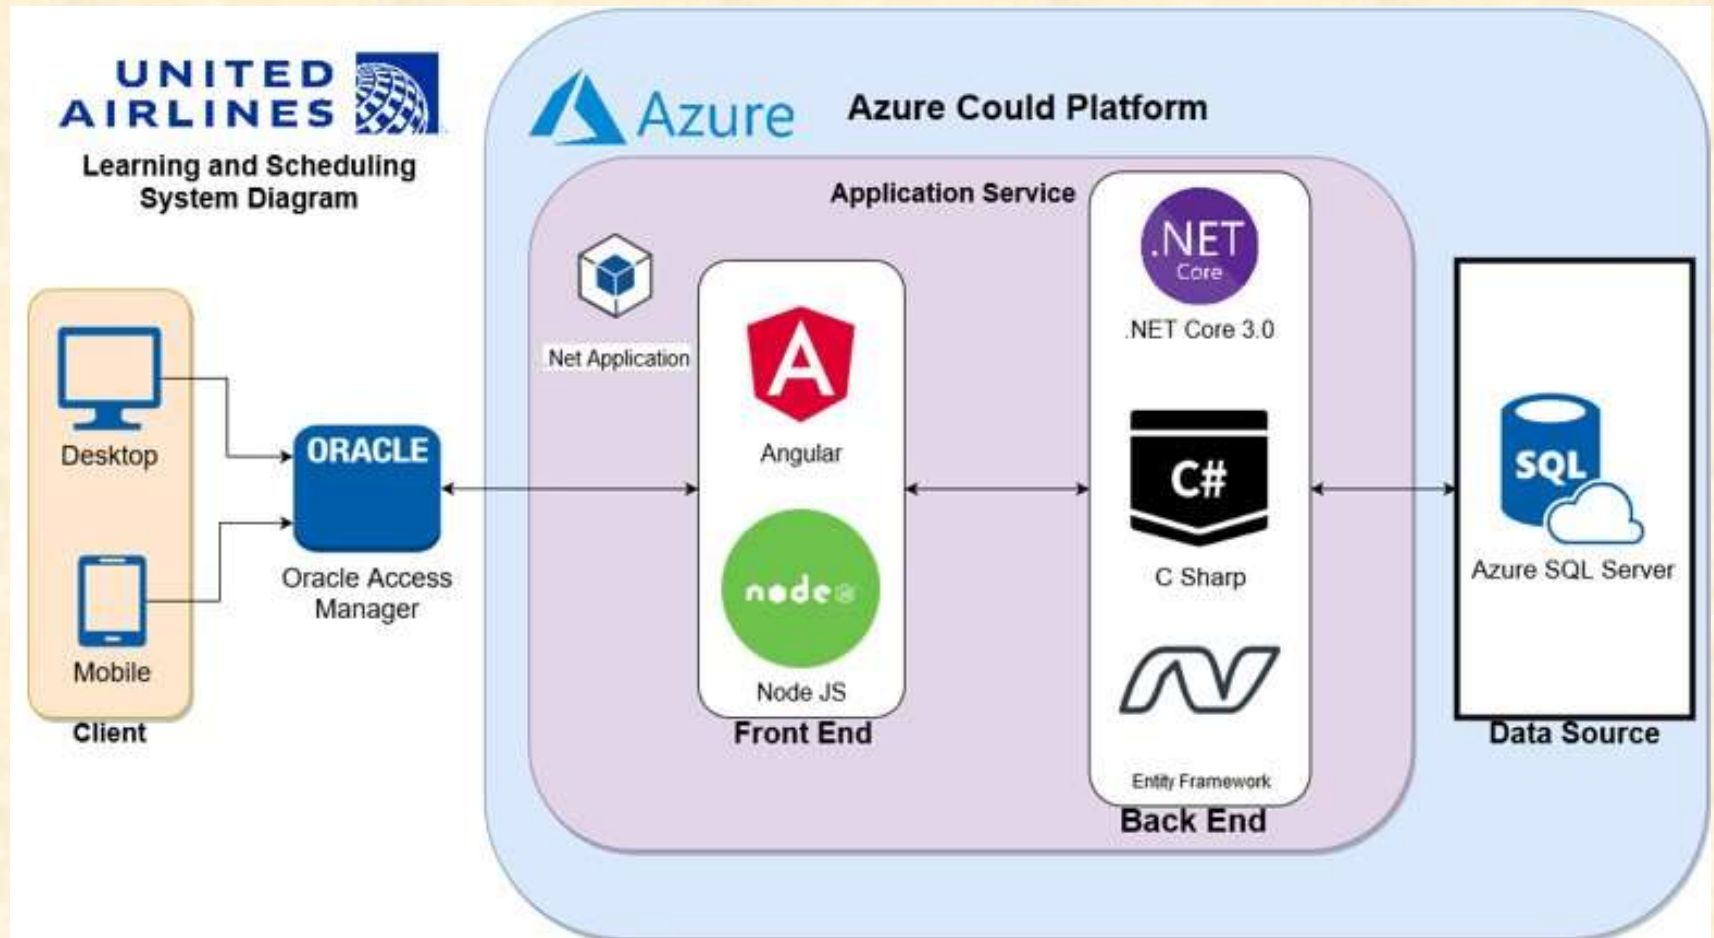 UNITED
AIRLINES
Learning and Scheduling
System Diagram
Azure
Azure Could Platform
Application Service
.Net Application
Desktop
Mobile
Client
ORACLE
Oracle Access
Manager
Angular
node
JS
Node JS
Front End
.NET
Core
.NET Core 3.0
C#
C Sharp
Entity Framework
Back End
SQL
Azure SQL Server
Data Source